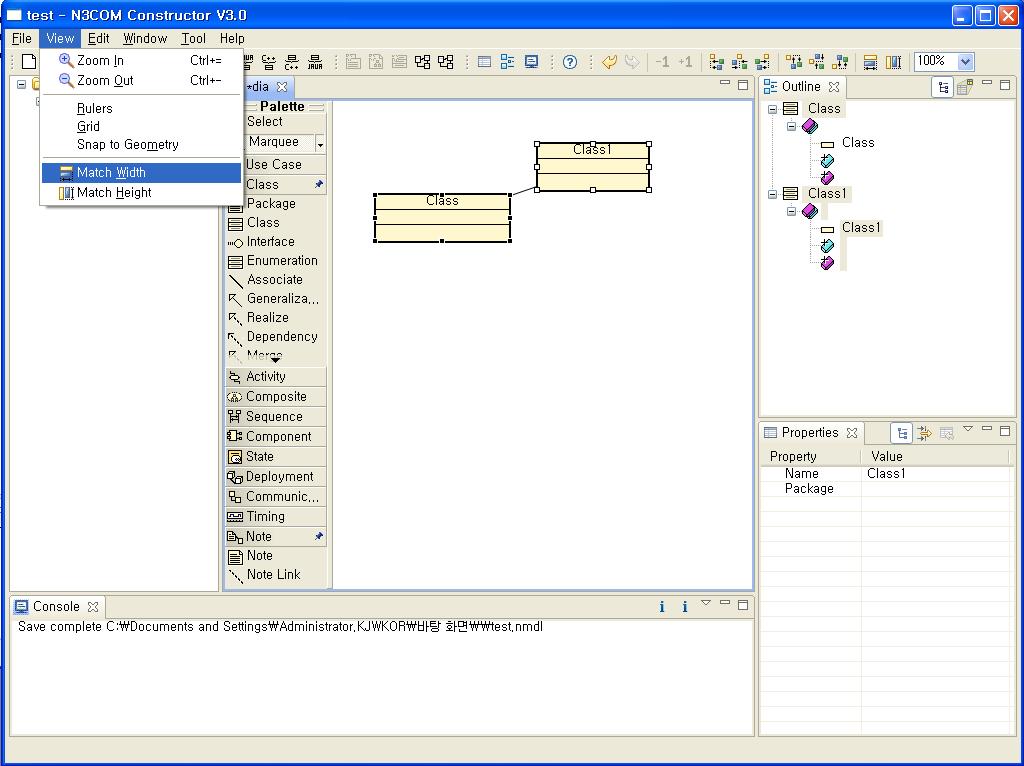 test - N3COM Constructor V3.0
File View Edit Window Tool Help
Zoom In Ctrl+=
Zoom Out Ctrl+-
Rulers
Grid
Snap to Geometry
Match Width
Match Height
-1 +1
100%
*dia
Palette
Select
Marquee
Use Case
Class
Package
Class
Interface
Enumeration
Associate
Generaliza...
Realize
Dependency
Merge
Activity
Composite
Sequence
Component
State
Deployment
Communic...
Timing
Note
Note
Note Link
Class1
Class
Outline
Class
Class
Class1
Class1
Properties
Property Value
Name Class1
Package
Console
Save complete C:₩Documents and Settings₩Administrator.KJWKOR₩바탕 화면₩₩test.nmdl